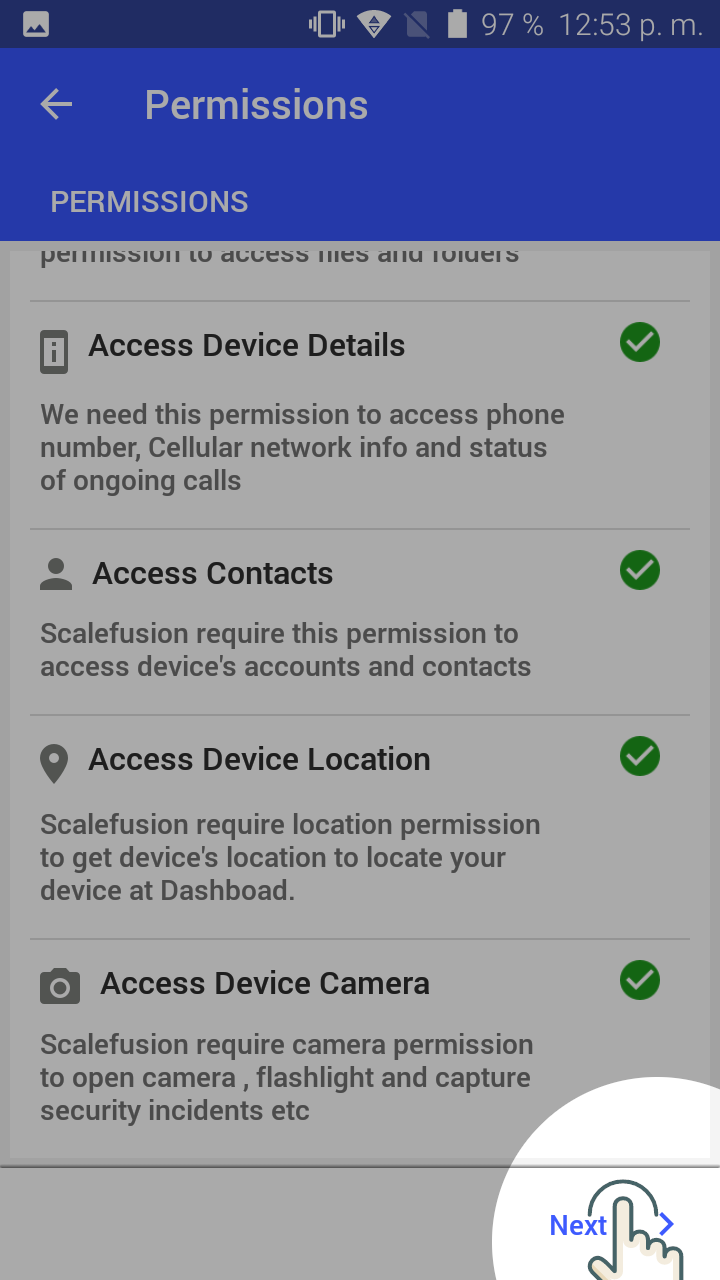 97 % 12:53 p. m.
Permissions
PERMISSIONS
permission to access files and folders
Access Device Details
We need this permission to access phone
number, Cellular network info and status
of ongoing calls
Access Contacts
Scalefusion require this permission to
access device's accounts and contacts
Access Device Location
Scalefusion require location permission
to get device's location to locate your
device at Dashboad.
Access Device Camera
Scalefusion require camera permission
to open camera , flashlight and capture
security incidents etc
Next